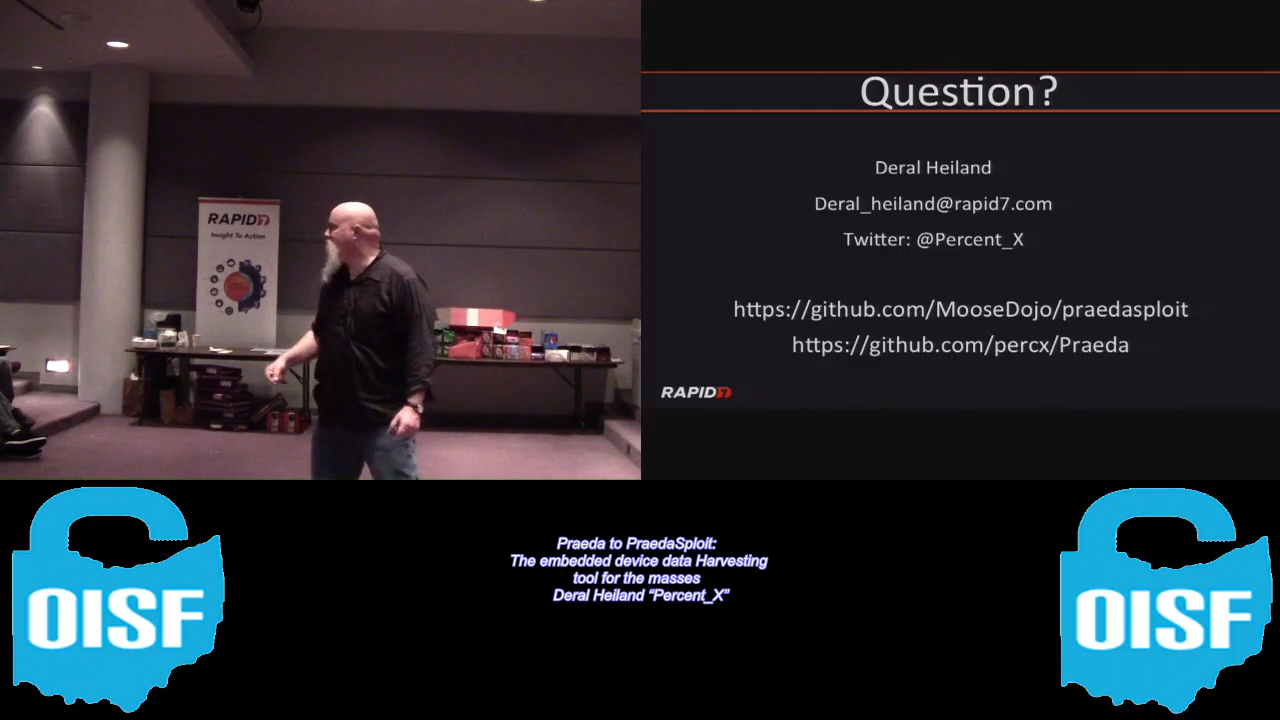 RAPID7
Insight To Action
Question?
Deral Heiland
Deral_heiland@rapid7.com
Twitter: @Percent_X
https://github.com/MooseDojo/praedasploit
https://github.com/percx/Praeda
RAPID7
OISF
Praeda to PraedaSploit:
The embedded device data Harvesting
tool for the masses
Deral Heiland “Percent_X”
OISF